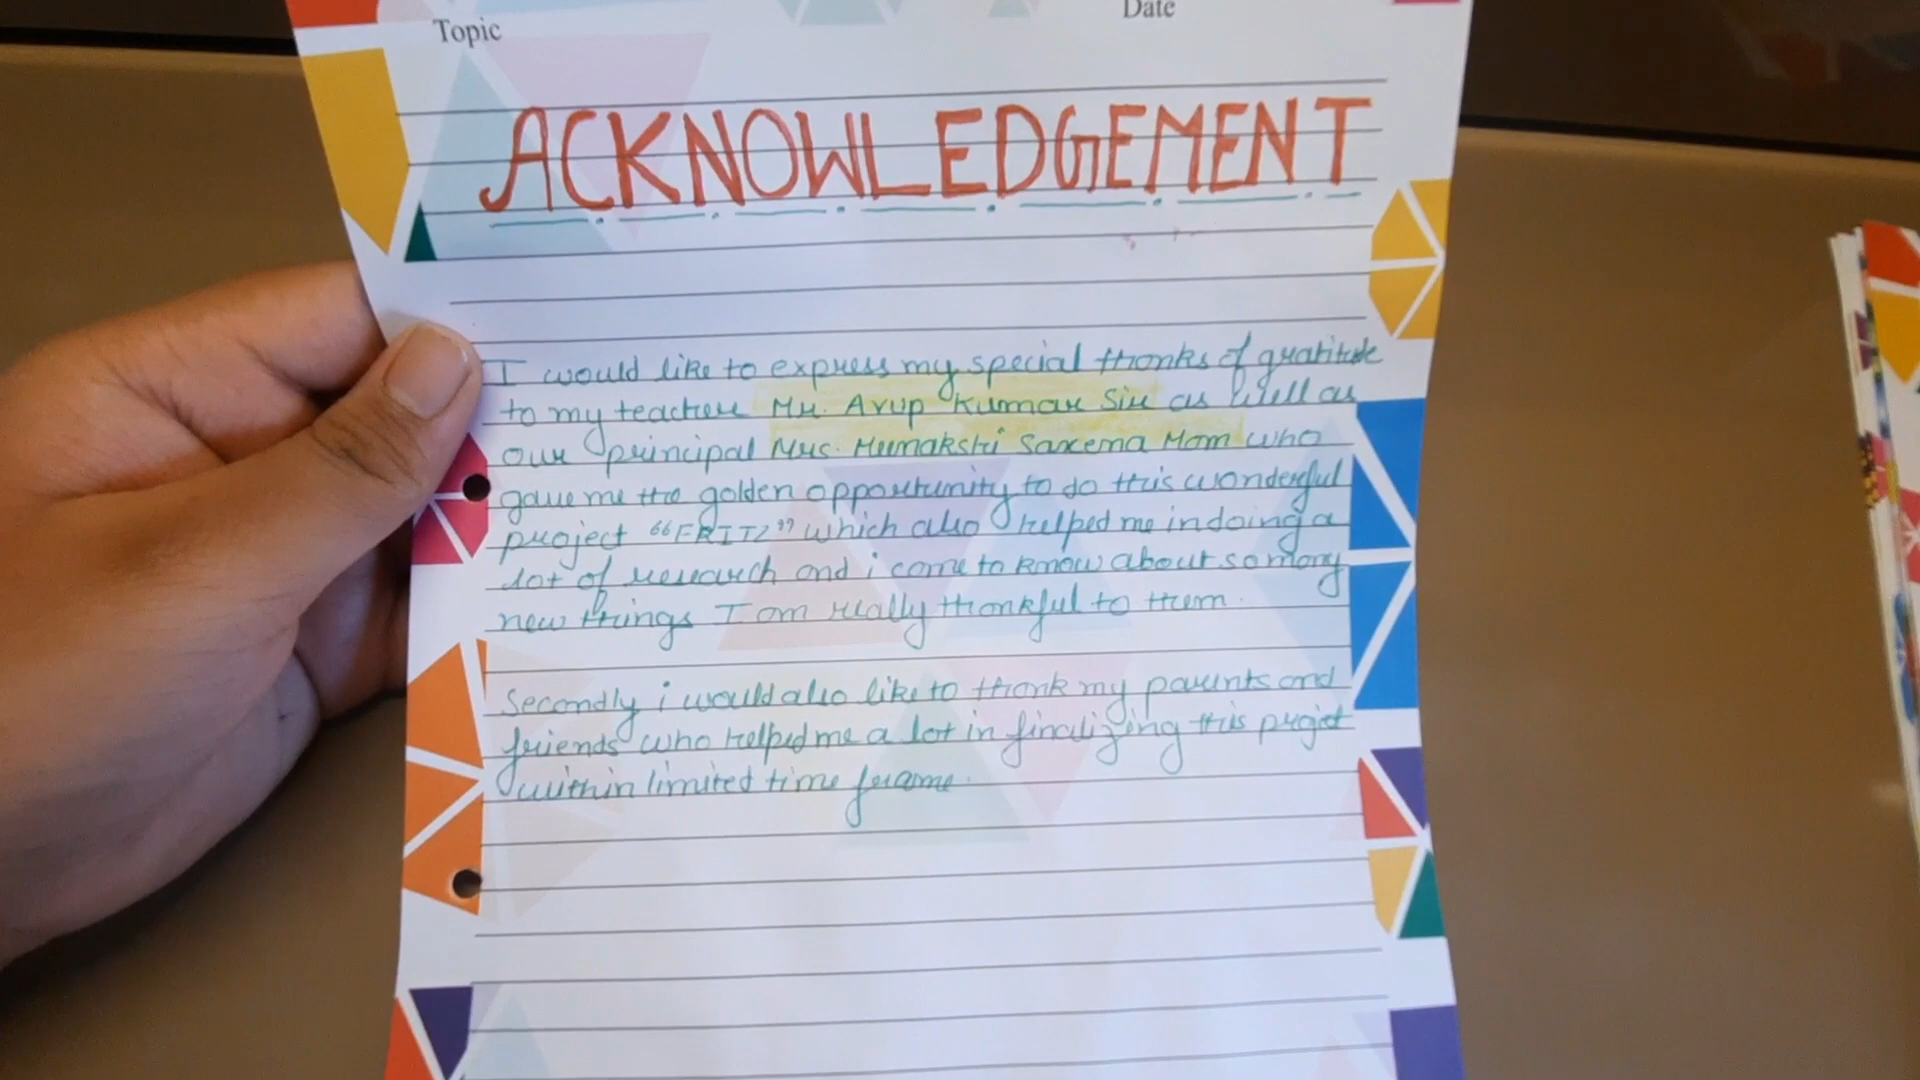 Topic
Date
ACKNOWLEDGEMENT
I would like to express my special thanks of gratitude
to my teacher Mr. Arup Kumar Sir as well as
our principal Mrs. Meenakshi Saxena Mam who
gave me the golden opportunity to do this wonderful
project “FRITZ” which also helped me in doing a
lot of research and i come to know about so many
new things I am really thankful to them.
Secondly i would also like to thank my parents and
friends who helped me a lot in finalizing this project
within limited time frame.